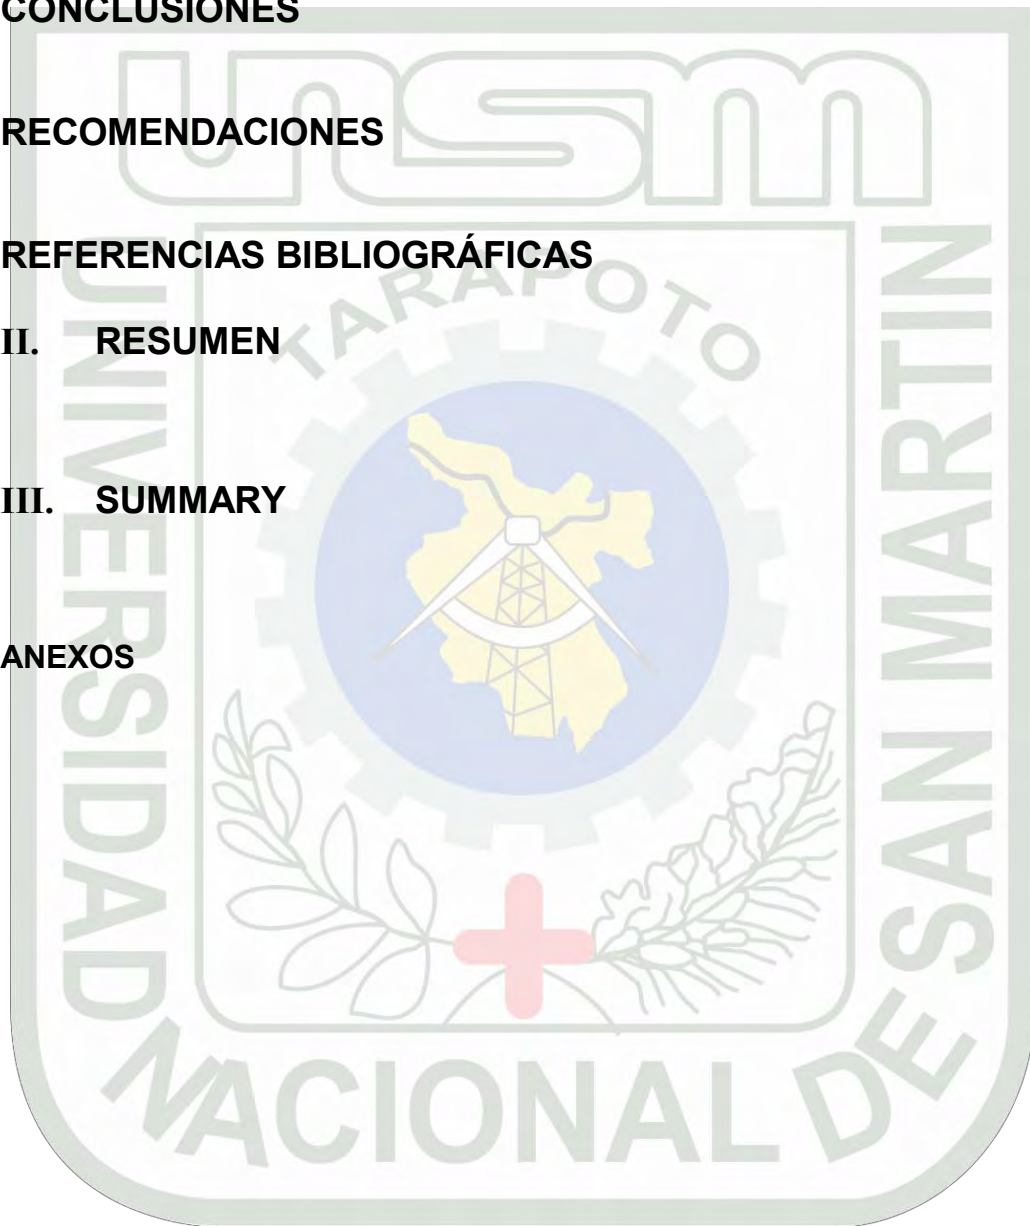 CONCLUSIONES
unsm
RECOMENDACIONES
REFERENCIAS BIBLIOGRÁFICAS
TARAPOTO
II. RESUMEN
III. SUMMARY
ANEXOS
UNIVERSIDAD NACIONAL DE SAN MARTIN